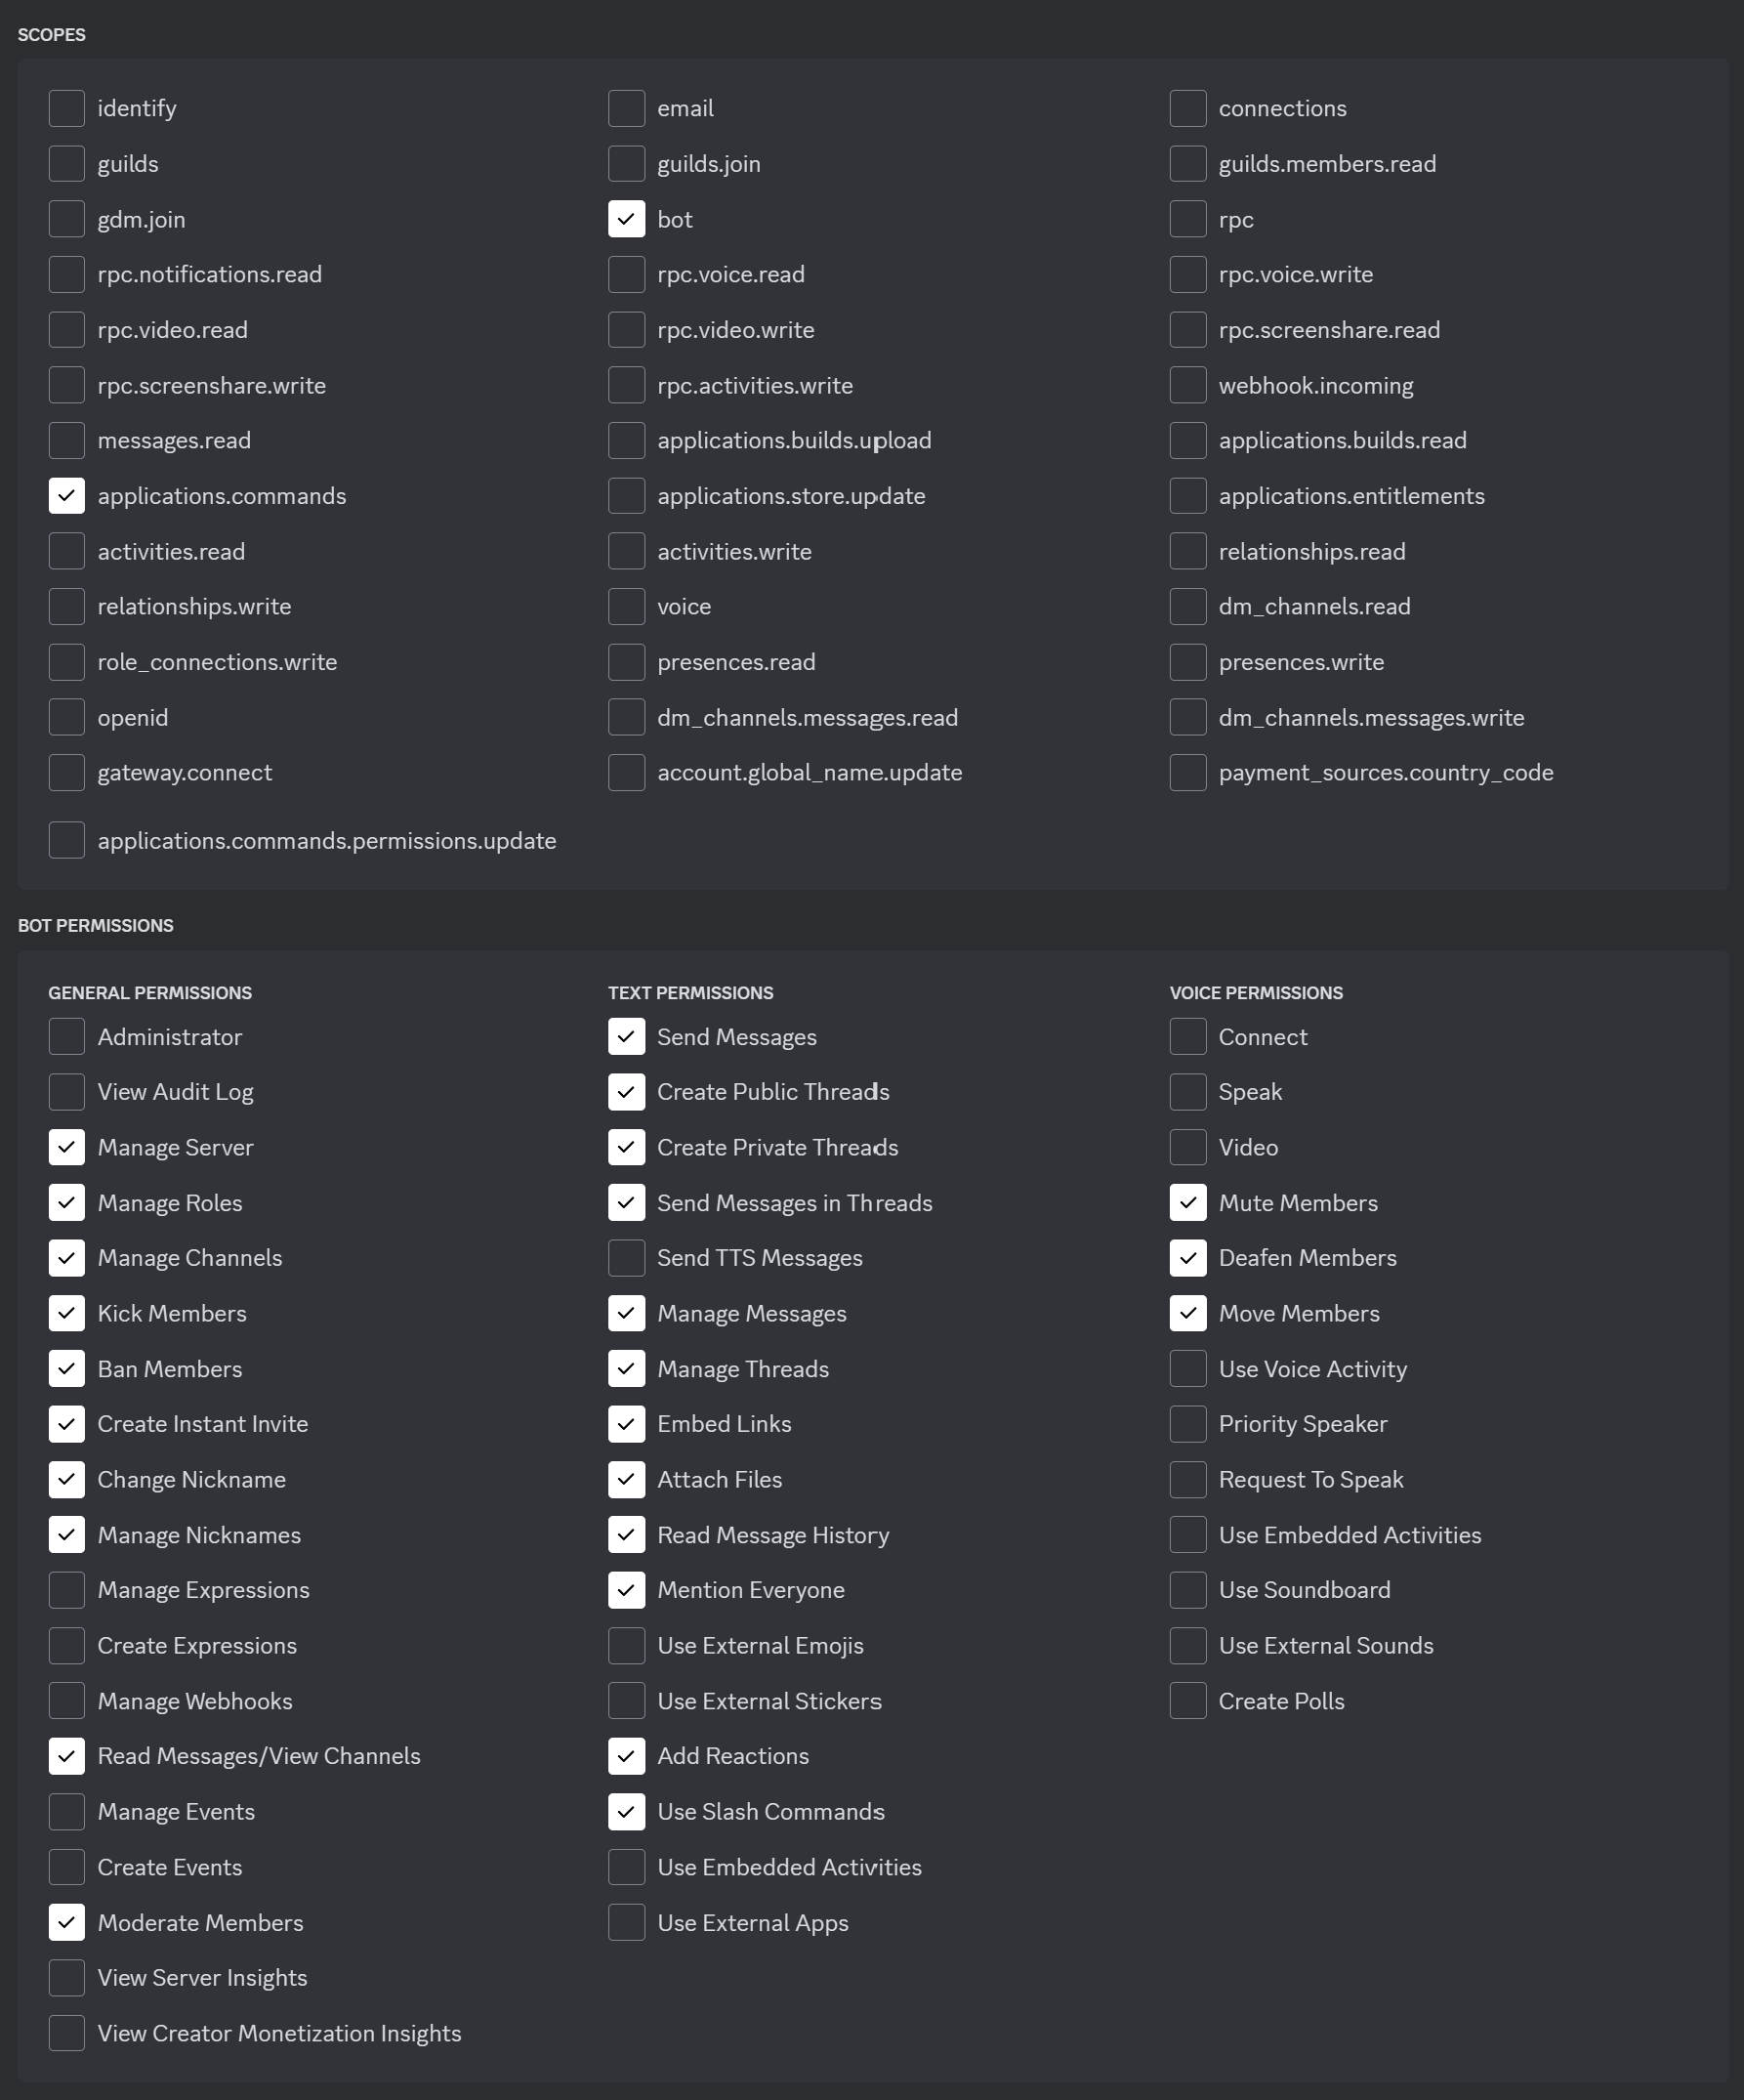 SCOPES
identify
email
connections
guilds
guilds.join
guilds.members.read
gdm.join
bot
rpc
rpc.notifications.read
rpc.voice.read
rpc.voice.write
rpc.video.read
rpc.video.write
rpc.screenshare.read
rpc.screenshare.write
rpc.activities.write
webhook.incoming
messages.read
applications.builds.upload
applications.builds.read
applications.commands
applications.store.update
applications.entitlements
activities.read
activities.write
relationships.read
relationships.write
voice
dm_channels.read
role_connections.write
presences.read
presences.write
openid
dm_channels.messages.read
dm_channels.messages.write
gateway.connect
account.global_name.update
payment_sources.country_code
applications.commands.permissions.update
BOT PERMISSIONS
GENERAL PERMISSIONS
Administrator
View Audit Log
Manage Server
Manage Roles
Manage Channels
Kick Members
Ban Members
Create Instant Invite
Change Nickname
Manage Nicknames
Manage Expressions
Create Expressions
Manage Webhooks
Read Messages/View Channels
Manage Events
Create Events
Moderate Members
View Server Insights
View Creator Monetization Insights
TEXT PERMISSIONS
Send Messages
Create Public Threads
Create Private Threads
Send Messages in Threads
Send TTS Messages
Manage Messages
Manage Threads
Embed Links
Attach Files
Read Message History
Mention Everyone
Use External Emojis
Use External Stickers
Add Reactions
Use Slash Commands
Use Embedded Activities
Use External Apps
VOICE PERMISSIONS
Connect
Speak
Video
Mute Members
Deafen Members
Move Members
Use Voice Activity
Priority Speaker
Request To Speak
Use Embedded Activities
Use Soundboard
Use External Sounds
Create Polls